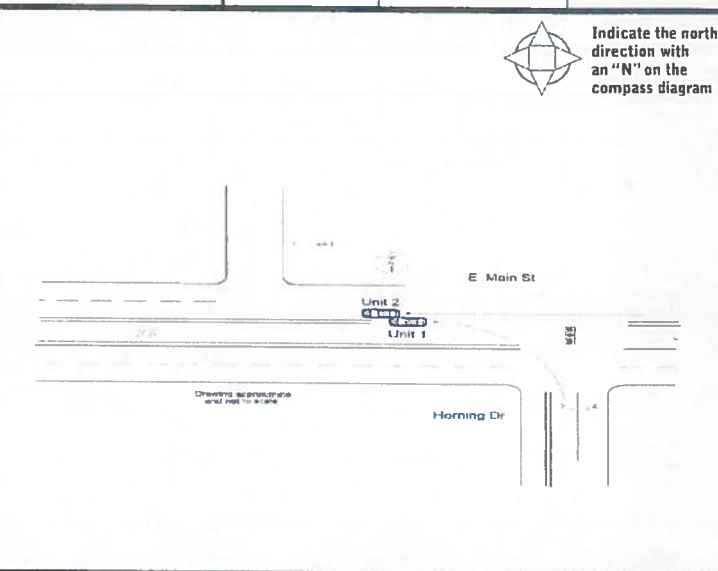 Indicate the north
direction with
an "N" on the
compass diagram
E Main St
Unit 2
Unit 1
Drawing approximate
and not to scale
Horning Dr